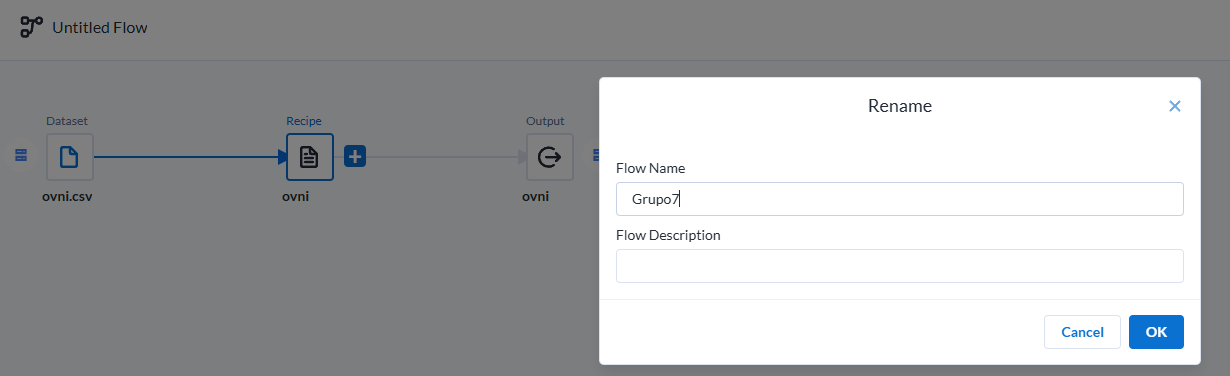 Untitled Flow
Dataset
Recipe
Output
ovni.csv
ovni
ovni
Rename
Flow Name
Grupo7
Flow Description
Cancel
OK